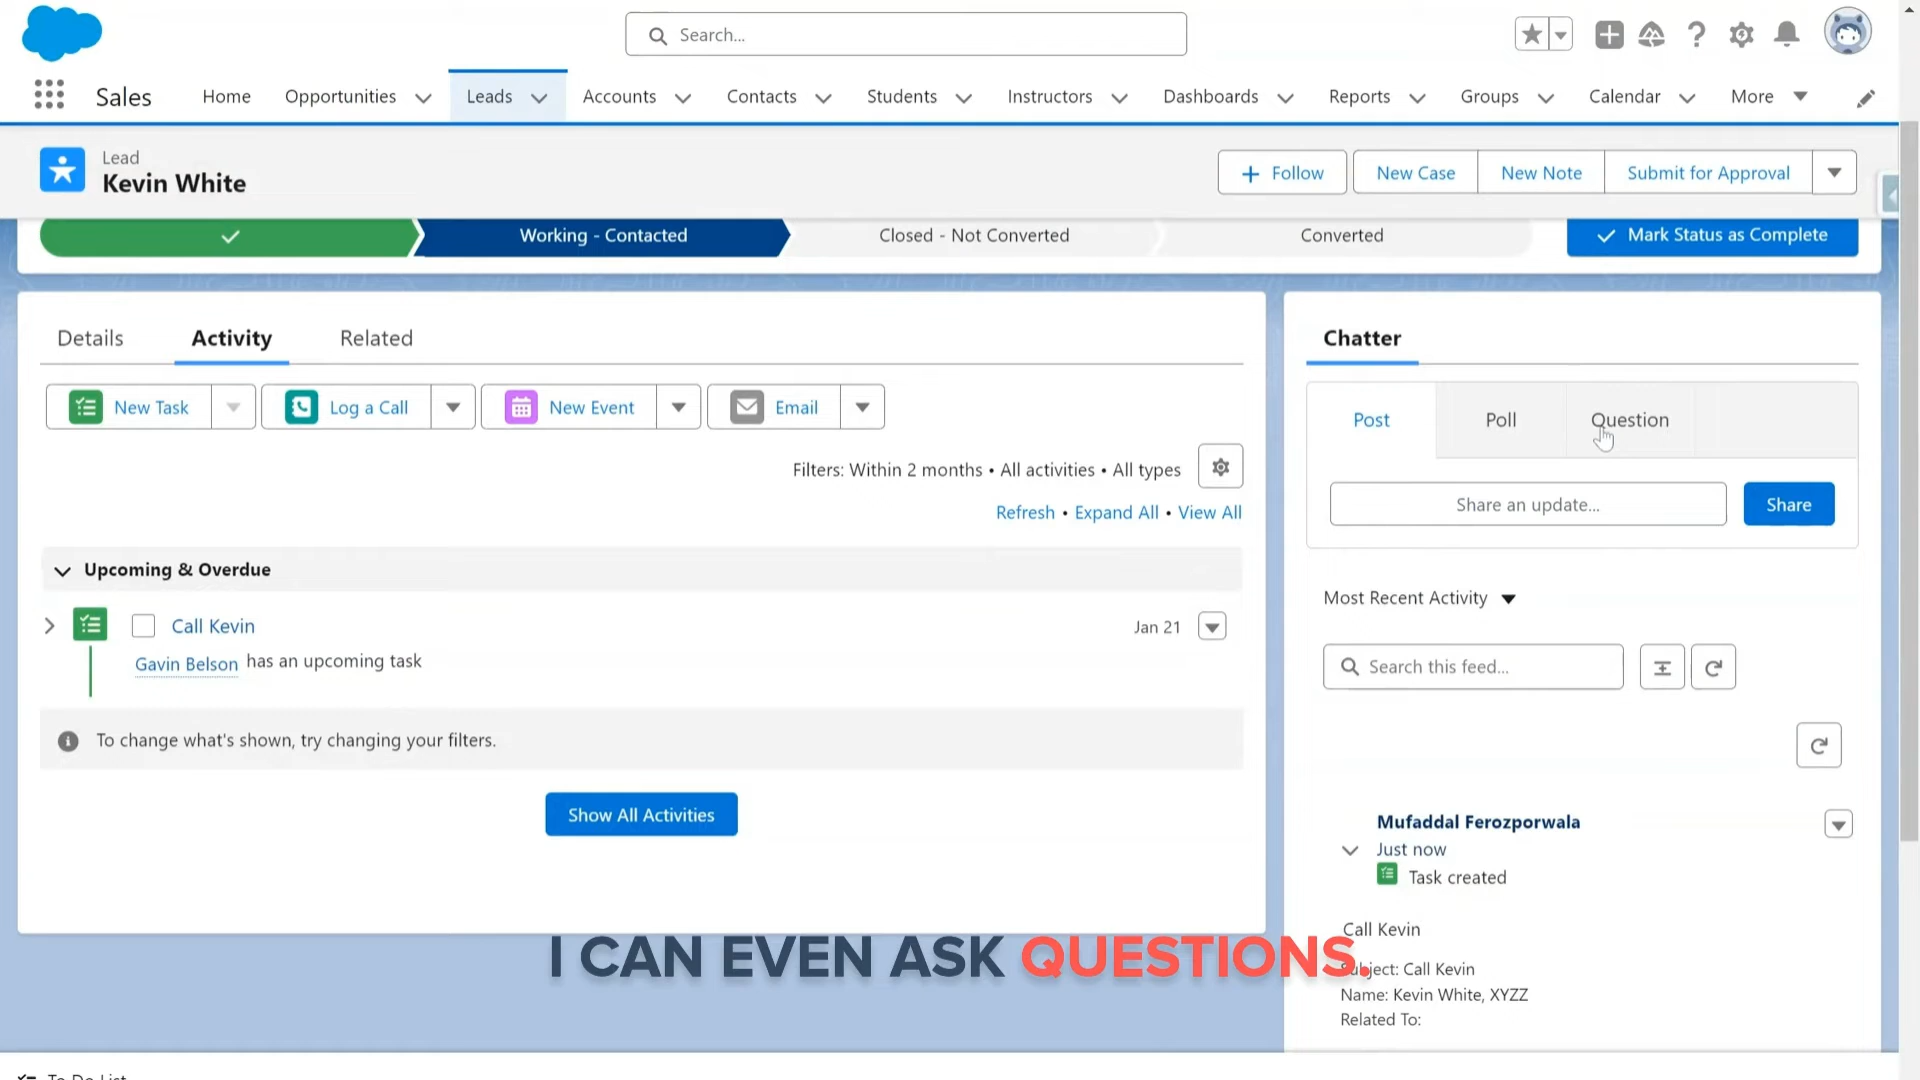 Search...
Sales
Home
Opportunities
Leads
Accounts
Contacts
Students
Instructors
Dashboards
Reports
Groups
Calendar
More
Lead
Kevin White
Follow
New Case
New Note
Submit for Approval
Working - Contacted
Closed - Not Converted
Converted
Mark Status as Complete
Details
Activity
Related
New Task
Log a Call
New Event
Email
Filters: Within 2 months • All activities • All types
Refresh • Expand All • View All
Upcoming & Overdue
Call Kevin
Jan 21
Gavin Belson has an upcoming task
To change what's shown, try changing your filters.
Show All Activities
Chatter
Post
Poll
Question
Share an update...
Share
Most Recent Activity
Search this feed...
Mufaddal Ferozporwala
Just now
Task created
Call Kevin
Subject: Call Kevin
Name: Kevin White, XYZZ
Related To:
I CAN EVEN ASK QUESTIONS.
To Do List